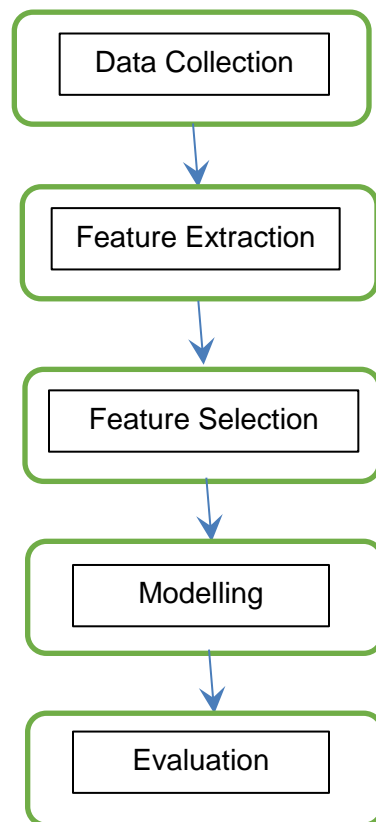 Data Collection
Feature Extraction
Feature Selection
Modelling
Evaluation